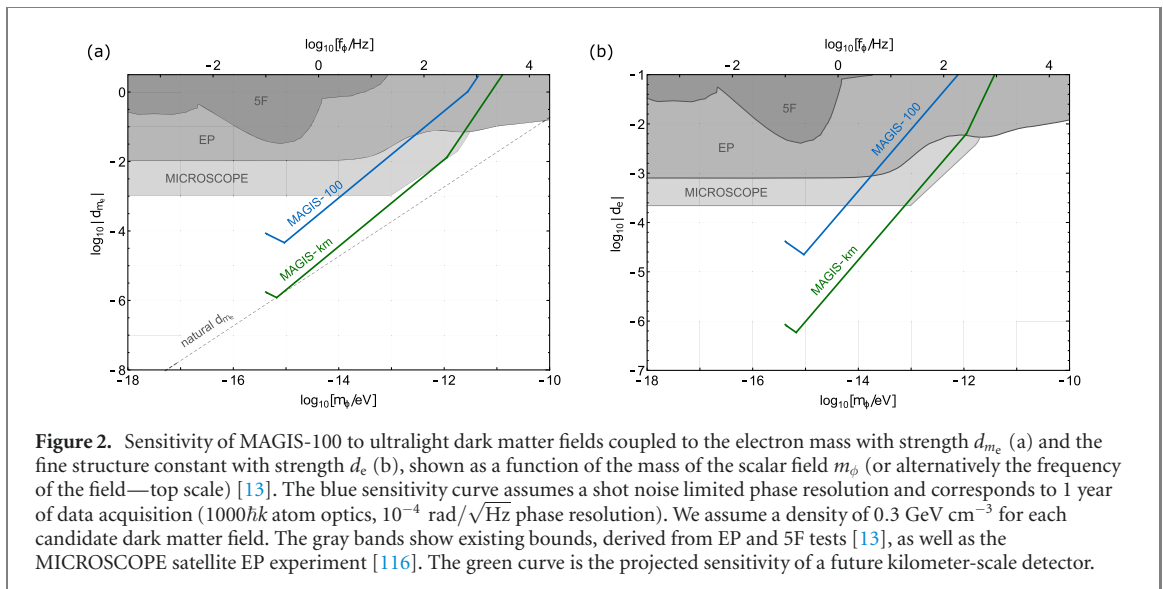 (a)
log₁₀[fᵩ/Hz]
-2 0 2 4
0
-2
-4
-6
-8
log₁₀|dₘₑ|
5F
EP
MICROSCOPE
MAGIS-100
MAGIS-km
natural dₘₑ
-18 -16 -14 -12 -10
log₁₀[mᵩ/eV]
(b)
log₁₀[fᵩ/Hz]
-2 0 2 4
-1
-2
-3
-4
-5
-6
-7
log₁₀|dₑ|
5F
EP
MICROSCOPE
MAGIS-100
MAGIS-km
-18 -16 -14 -12 -10
log₁₀[mᵩ/eV]
Figure 2. Sensitivity of MAGIS-100 to ultralight dark matter fields coupled to the electron mass with strength dₘₑ (a) and the
fine structure constant with strength dₑ (b), shown as a function of the mass of the scalar field mᵩ (or alternatively the frequency
of the field—top scale) [13]. The blue sensitivity curve assumes a shot noise limited phase resolution and corresponds to 1 year
of data acquisition (1000ℏk atom optics, 10⁻⁴ rad/√Hz phase resolution). We assume a density of 0.3 GeV cm⁻³ for each
candidate dark matter field. The gray bands show existing bounds, derived from EP and 5F tests [13], as well as the
MICROSCOPE satellite EP experiment [116]. The green curve is the projected sensitivity of a future kilometer-scale detector.